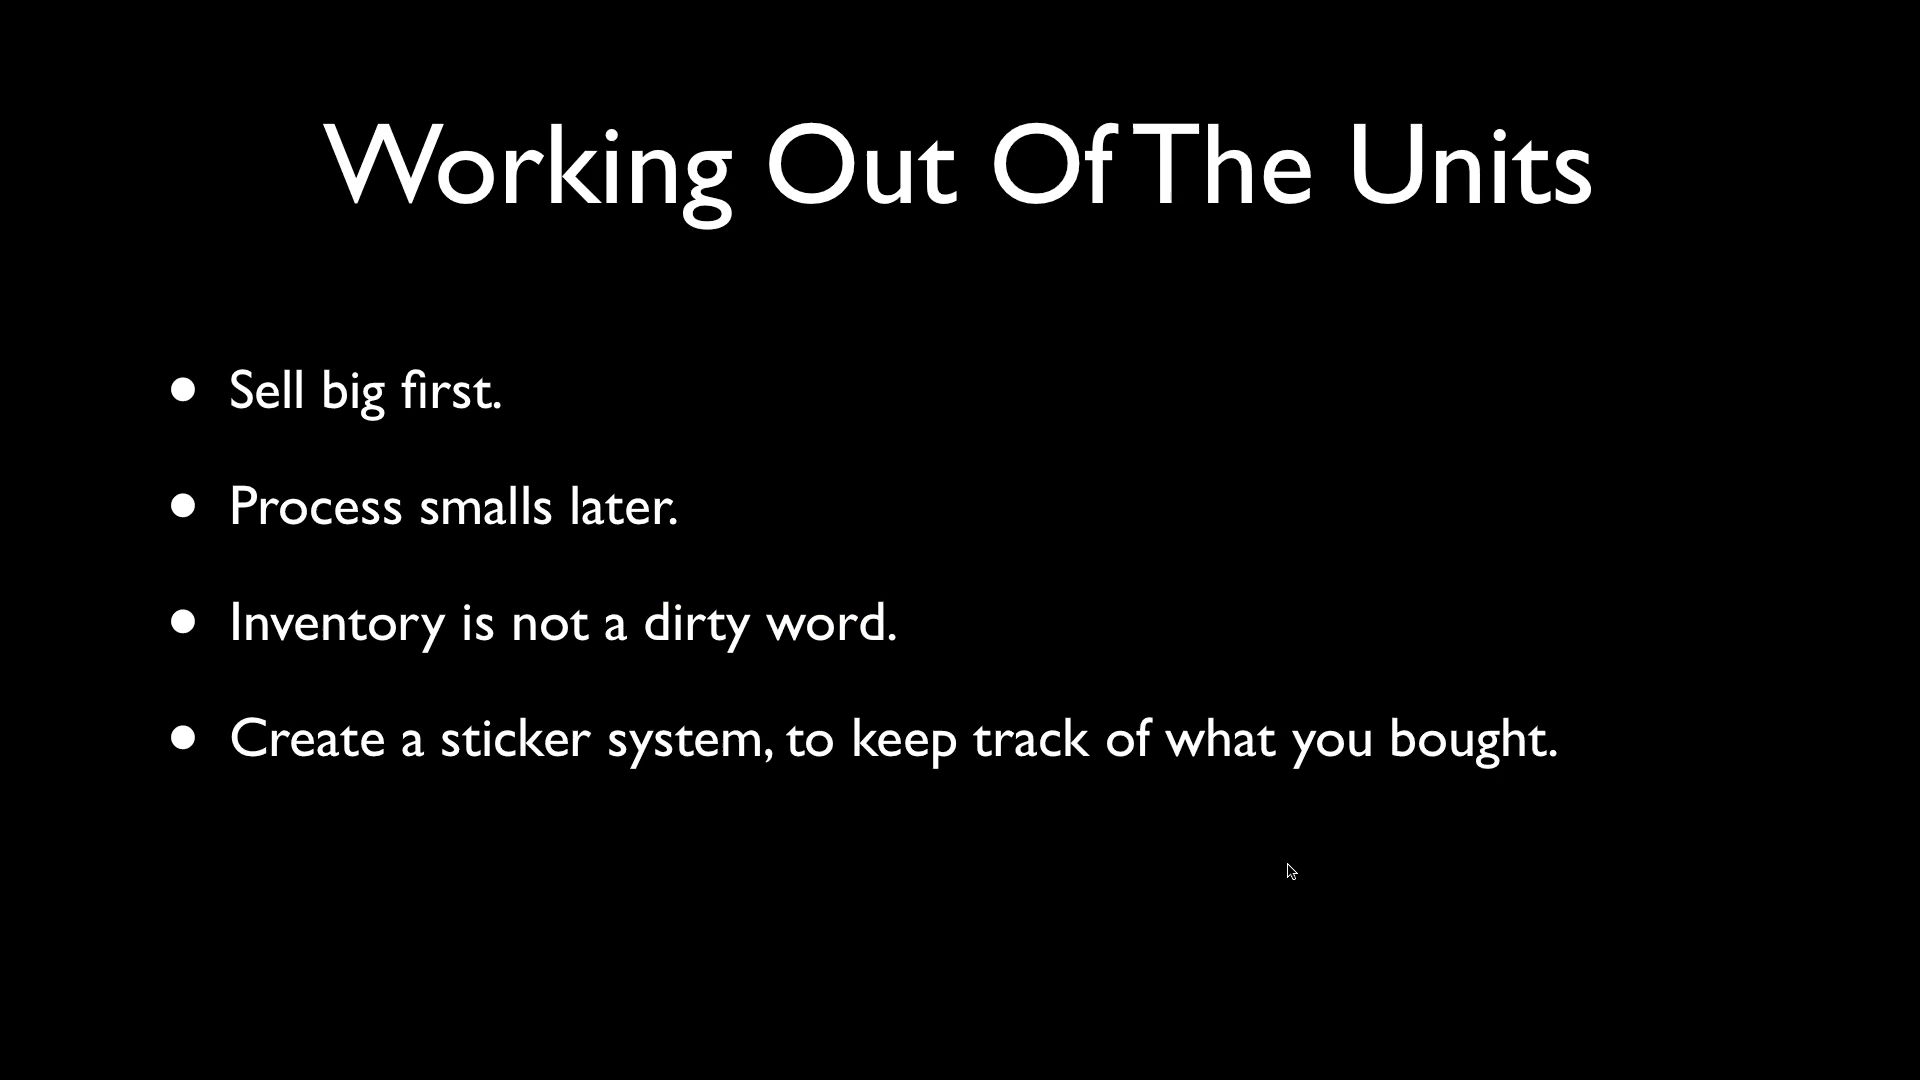 Working Out Of The Units
• Sell big first.
• Process smalls later.
• Inventory is not a dirty word.
• Create a sticker system, to keep track of what you bought.